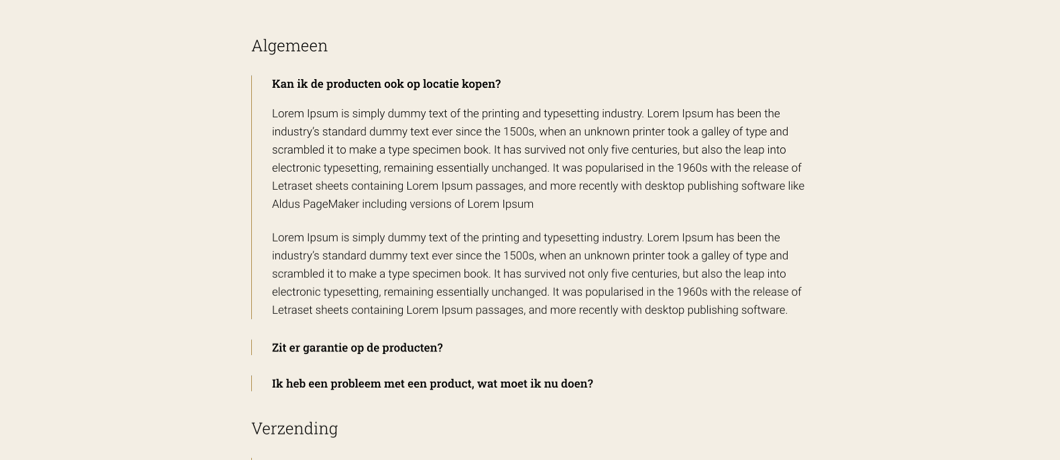 Algemeen
Kan ik de producten ook op locatie kopen?
Lorem Ipsum is simply dummy text of the printing and typesetting industry. Lorem Ipsum has been the
industry's standard dummy text ever since the 1500s, when an unknown printer took a galley of type and
scrambled it to make a type specimen book. It has survived not only five centuries, but also the leap into
electronic typesetting, remaining essentially unchanged. It was popularised in the 1960s with the release of
Letraset sheets containing Lorem Ipsum passages, and more recently with desktop publishing software like
Aldus PageMaker including versions of Lorem Ipsum
Lorem Ipsum is simply dummy text of the printing and typesetting industry. Lorem Ipsum has been the
industry's standard dummy text ever since the 1500s, when an unknown printer took a galley of type and
scrambled it to make a type specimen book. It has survived not only five centuries, but also the leap into
electronic typesetting, remaining essentially unchanged. It was popularised in the 1960s with the release of
Letraset sheets containing Lorem Ipsum passages, and more recently with desktop publishing software.
Zit er garantie op de producten?
Ik heb een probleem met een product, wat moet ik nu doen?
Verzending